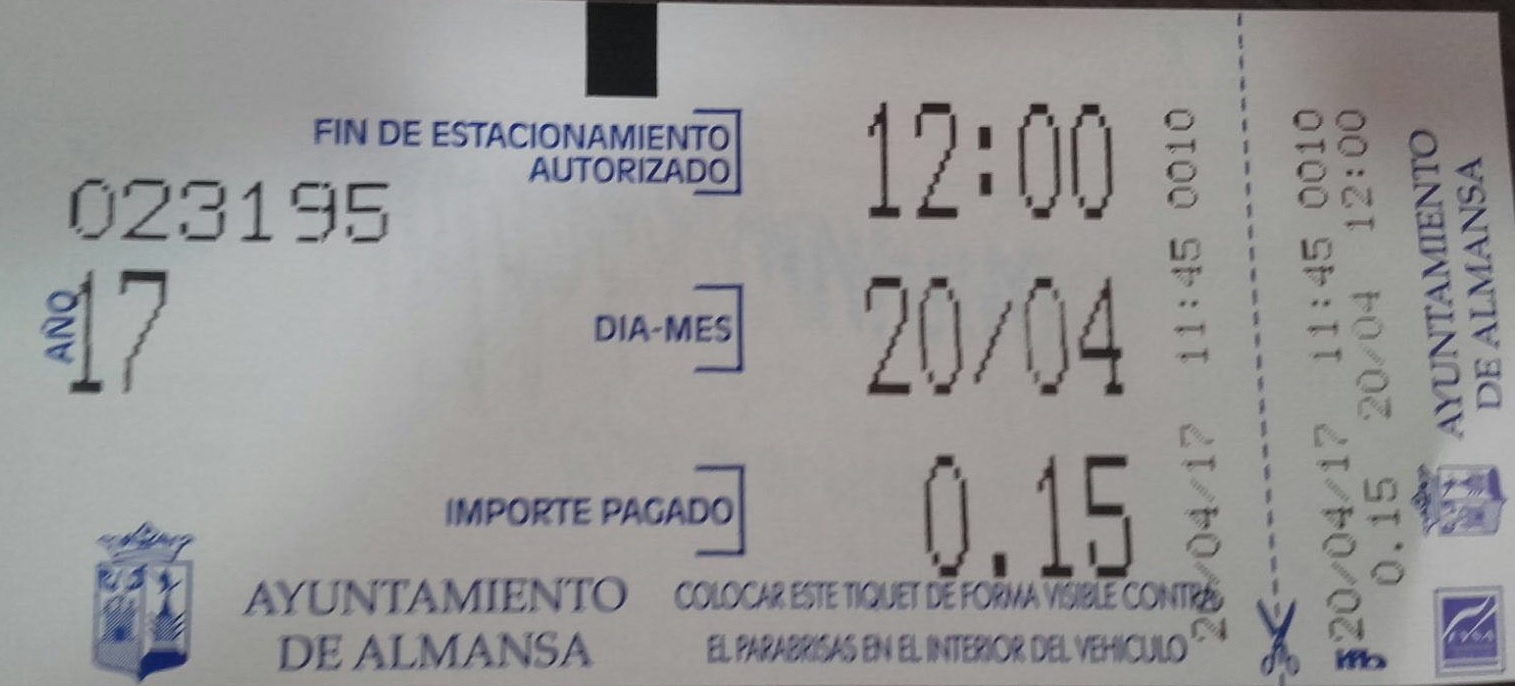 FIN DE ESTACIONAMIENTO
AUTORIZADO
12:00
023195
AÑO
17
DIA-MES
20/04
IMPORTE PAGADO
0.15
AYUNTAMIENTO
DE ALMANSA
COLOCAR ESTE TIQUET DE FORMA VISIBLE CONTRA
EL PARABRISAS EN EL INTERIOR DEL VEHICULO
20/04/17 11:45 0010
20/04/17 11:45 0010
0.15 20/04 12:00
AYUNTAMIENTO
DE ALMANSA